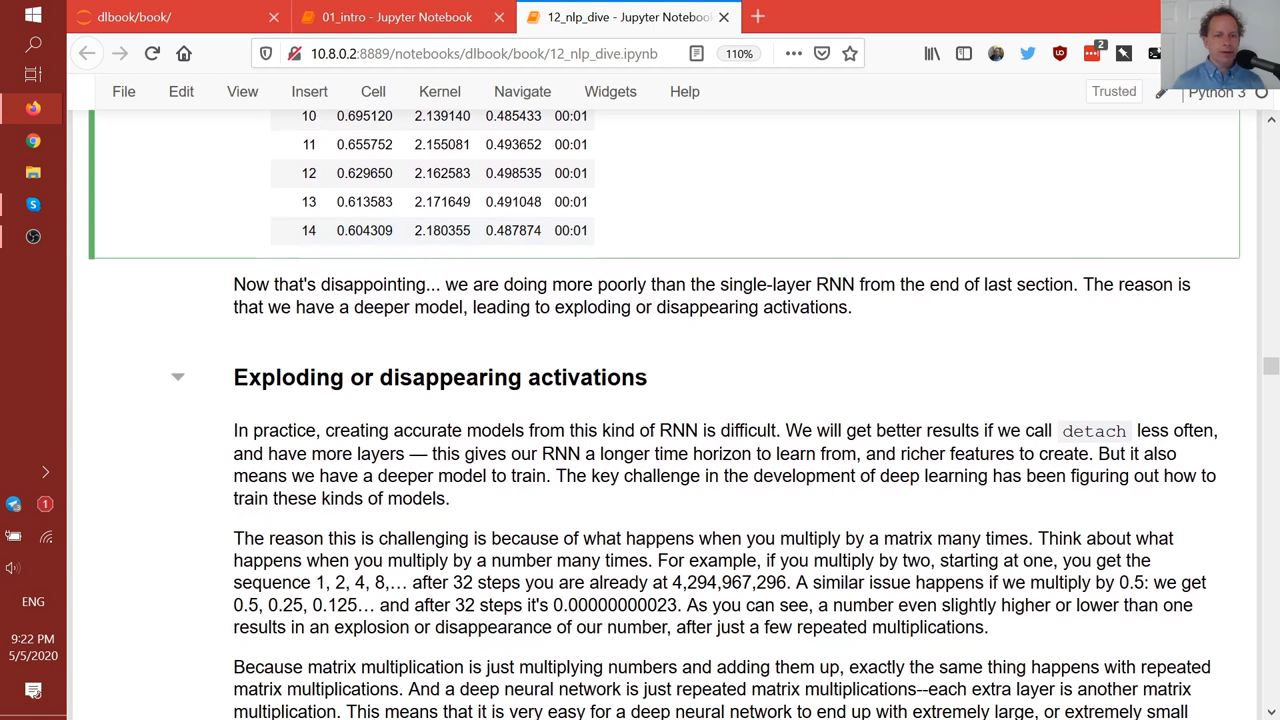 dlbook/book/
01_intro - Jupyter Notebook
12_nlp_dive - Jupyter Notebook
10.8.0.2:8889/notebooks/dlbook/book/12_nlp_dive.ipynb
110%
2
File Edit View Insert Cell Kernel Navigate Widgets Help
Trusted
Python 3
10 0.695120 2.139140 0.485433 00:01
11 0.655752 2.155081 0.493652 00:01
12 0.629650 2.162583 0.498535 00:01
13 0.613583 2.171649 0.491048 00:01
14 0.604309 2.180355 0.487874 00:01
Now that's disappointing... we are doing more poorly than the single-layer RNN from the end of last section. The reason is
that we have a deeper model, leading to exploding or disappearing activations.
Exploding or disappearing activations
In practice, creating accurate models from this kind of RNN is difficult. We will get better results if we call detach less often,
and have more layers — this gives our RNN a longer time horizon to learn from, and richer features to create. But it also
means we have a deeper model to train. The key challenge in the development of deep learning has been figuring out how to
train these kinds of models.
The reason this is challenging is because of what happens when you multiply by a matrix many times. Think about what
happens when you multiply by a number many times. For example, if you multiply by two, starting at one, you get the
sequence 1, 2, 4, 8,... after 32 steps you are already at 4,294,967,296. A similar issue happens if we multiply by 0.5: we get
0.5, 0.25, 0.125… and after 32 steps it's 0.00000000023. As you can see, a number even slightly higher or lower than one
results in an explosion or disappearance of our number, after just a few repeated multiplications.
Because matrix multiplication is just multiplying numbers and adding them up, exactly the same thing happens with repeated
matrix multiplications. And a deep neural network is just repeated matrix multiplications--each extra layer is another matrix
multiplication. This means that it is very easy for a deep neural network to end up with extremely large, or extremely small
1
ENG
9:22 PM
5/5/2020